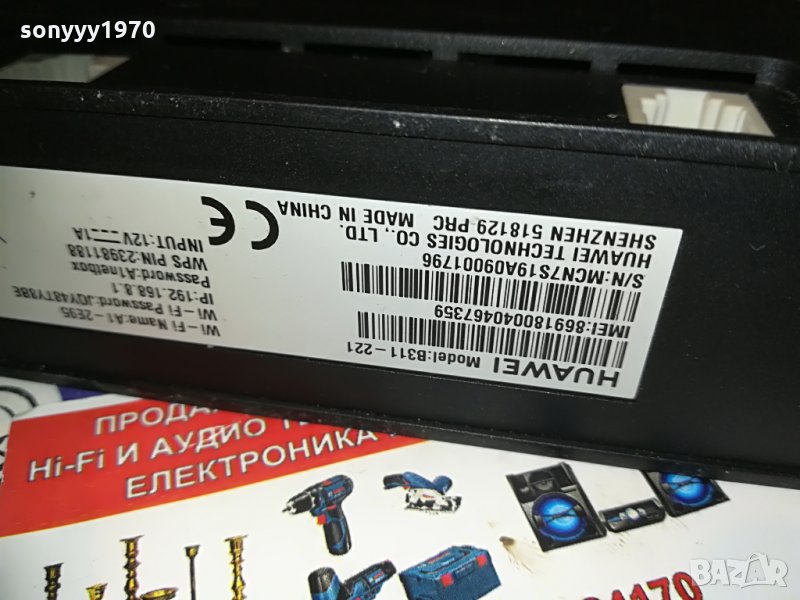 sonyyy1970
HUAWEI Model:B311-221
IMEI:869180040467359
S/N:MCN7S19A09001796
HUAWEI TECHNOLOGIES CO., LTD.
SHENZHEN 518129 PRC MADE IN CHINA
CE
Wi-Fi Name:A1-2E95
Wi-Fi Password:JQY48TY8BE
IP:192.168.8.1
Password:A1netbox
WPS PIN:23981188
INPUT:12V 1A
Hi-Fi И АУДИО
ЕЛЕКТРОНИКА
BAZAR